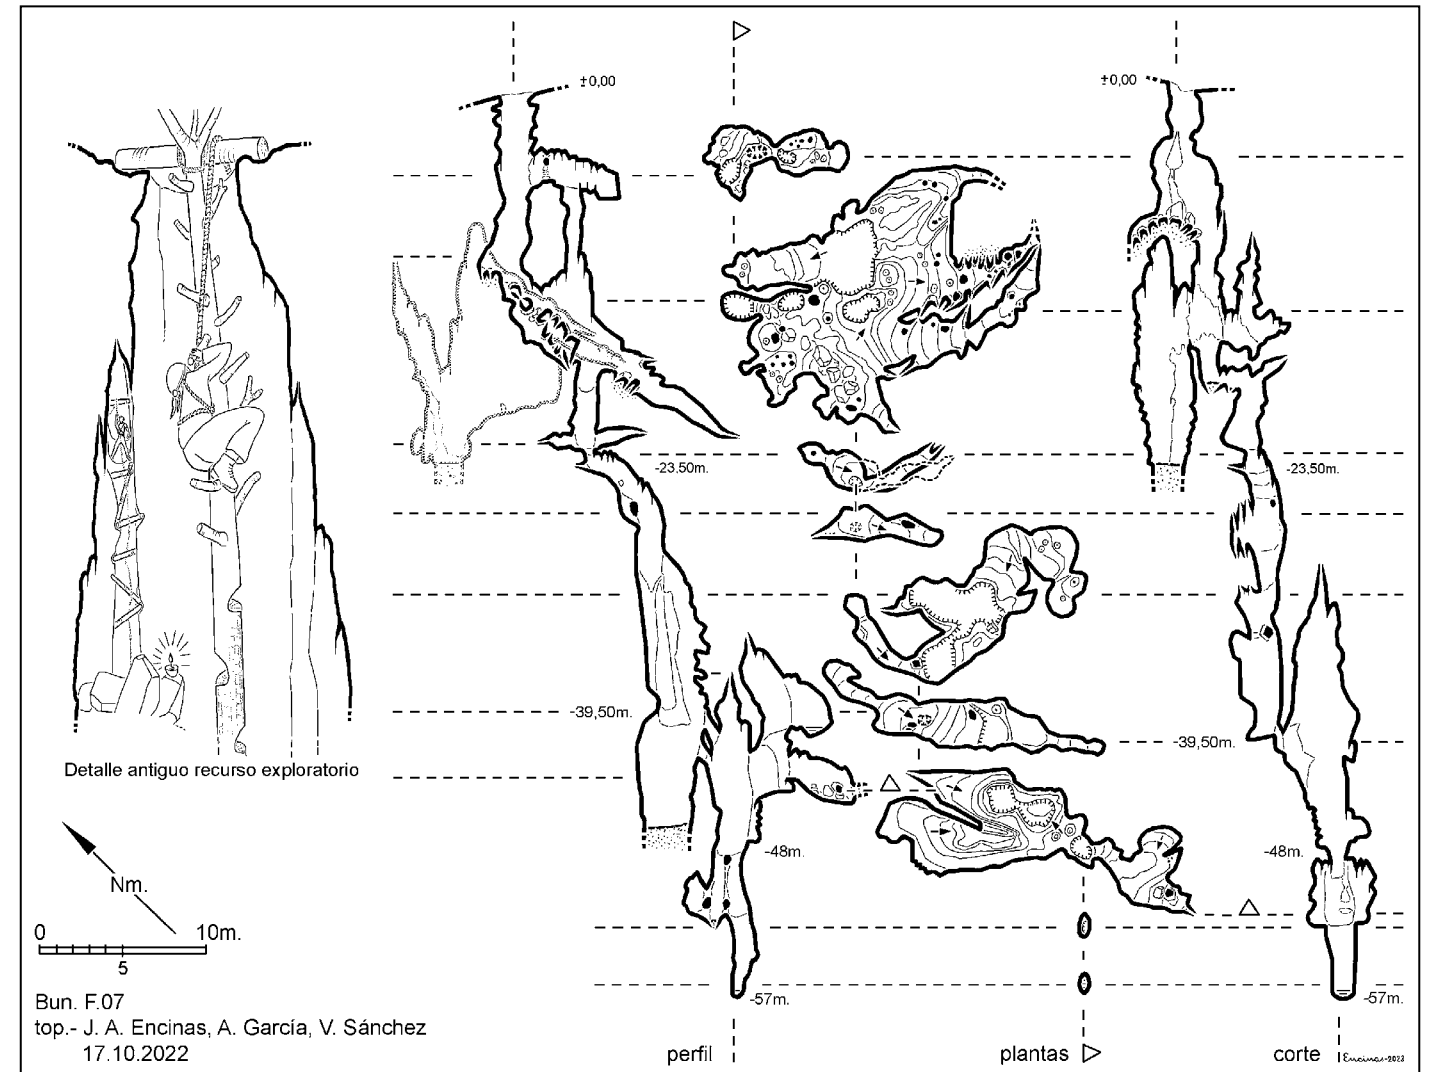 ±0,00
±0,00
-23,50m.
-23,50m.
-39,50m.
-39,50m.
Detalle antiguo recurso exploratorio
-48m.
-48m.
Nm.
0 10m.
5
-57m.
-57m.
Bun. F.07
top.- J. A. Encinas, A. García, V. Sánchez
17.10.2022
perfil
plantas
corte
Encinas-2023